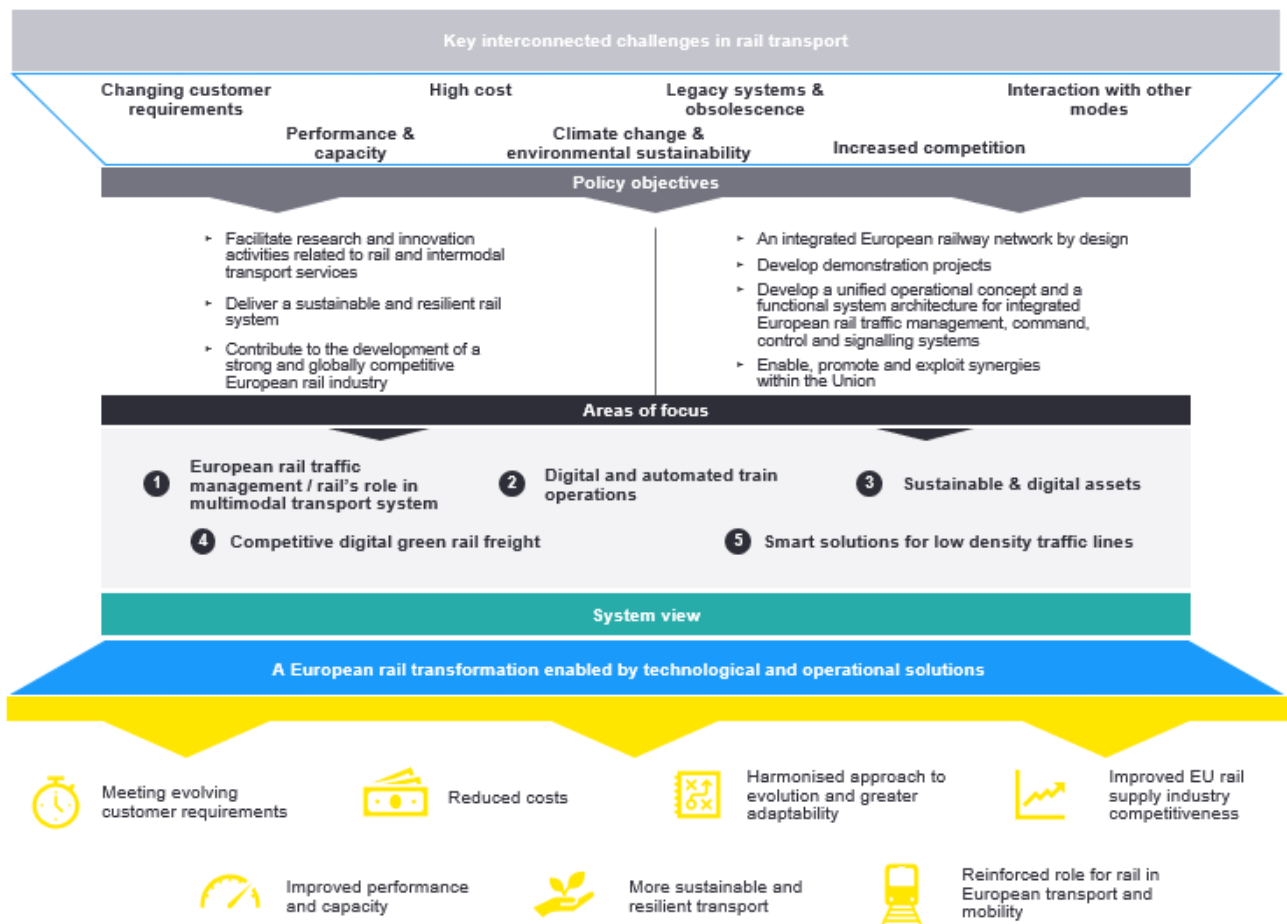 Key interconnected challenges in rail transport
Changing customer
requirements
High cost
Legacy systems &
obsolescence
Interaction with other
modes
Performance &
capacity
Climate change &
environmental sustainability
Increased competition
Policy objectives
► Facilitate research and innovation
activities related to rail and intermodal
transport services
► Deliver a sustainable and resilient rail
system
► Contribute to the development of a
strong and globally competitive
European rail industry
► An integrated European railway network by design
► Develop demonstration projects
► Develop a unified operational concept and a
functional system architecture for integrated
European rail traffic management, command,
control and signalling systems
► Enable, promote and exploit synergies
within the Union
Areas of focus
1 European rail traffic
management / rail's role in
multimodal transport system
2 Digital and automated train
operations
3 Sustainable & digital assets
4 Competitive digital green rail freight
5 Smart solutions for low density traffic lines
System view
A European rail transformation enabled by technological and operational solutions
Meeting evolving
customer requirements
Reduced costs
Harmonised approach to
evolution and greater
adaptability
Improved EU rail
supply industry
competitiveness
Improved performance
and capacity
More sustainable and
resilient transport
Reinforced role for rail in
European transport and
mobility